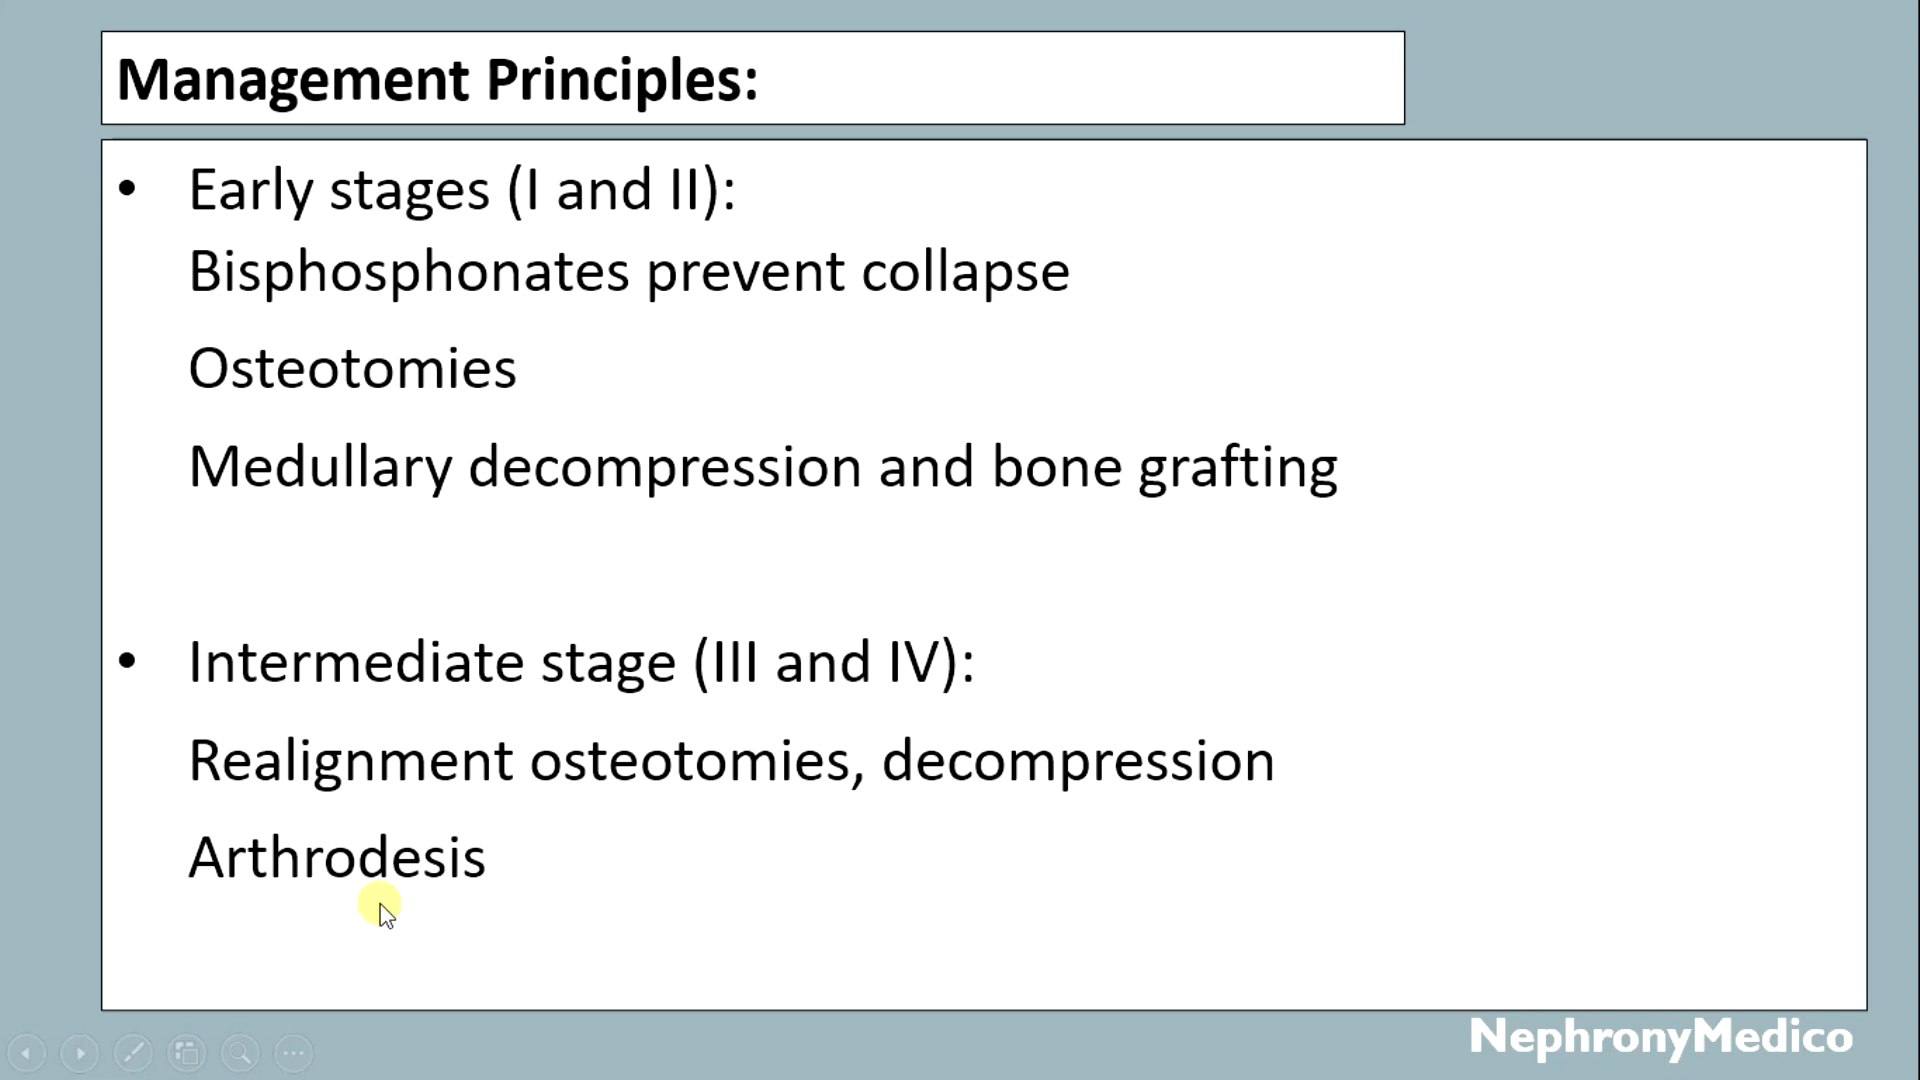 Management Principles:
• Early stages (I and II):
Bisphosphonates prevent collapse
Osteotomies
Medullary decompression and bone grafting
• Intermediate stage (III and IV):
Realignment osteotomies, decompression
Arthrodesis
NephronyMedico